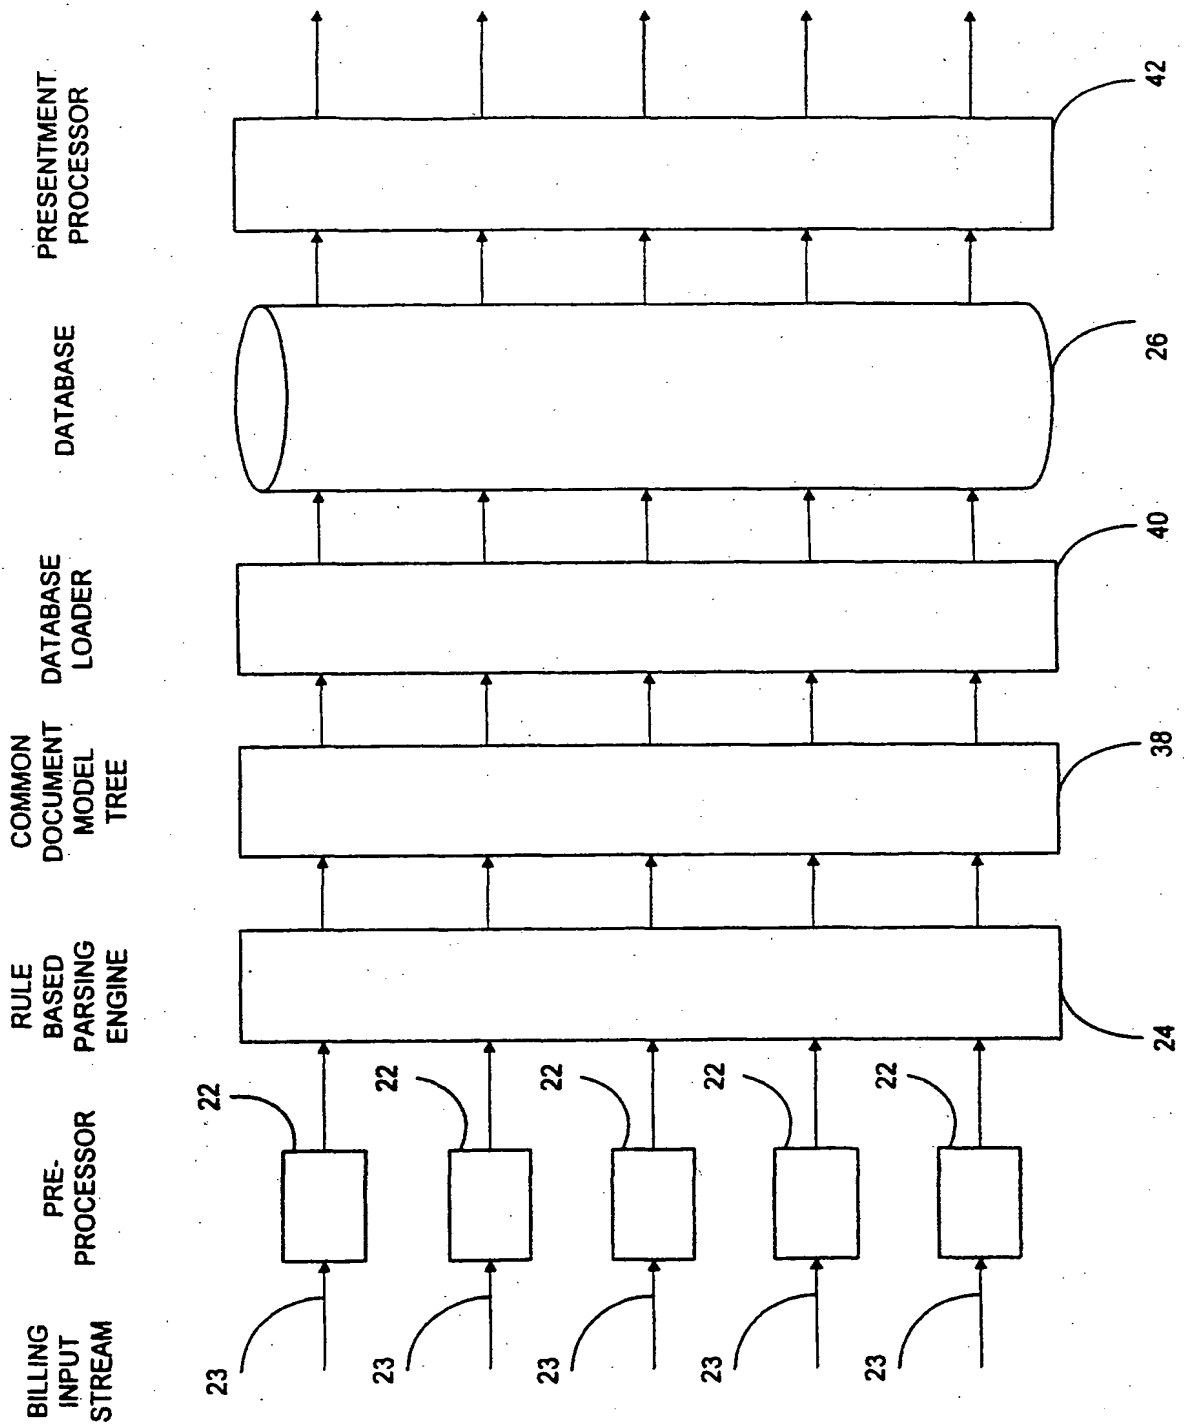 BILLING
INPUT
STREAM
PRE-
PROCESSOR
RULE
BASED
PARSING
ENGINE
COMMON
DOCUMENT
MODEL
TREE
DATABASE
LOADER
DATABASE
PRESENTMENT
PROCESSOR
23
22
23
22
23
22
23
22
23
22
24
38
40
26
42